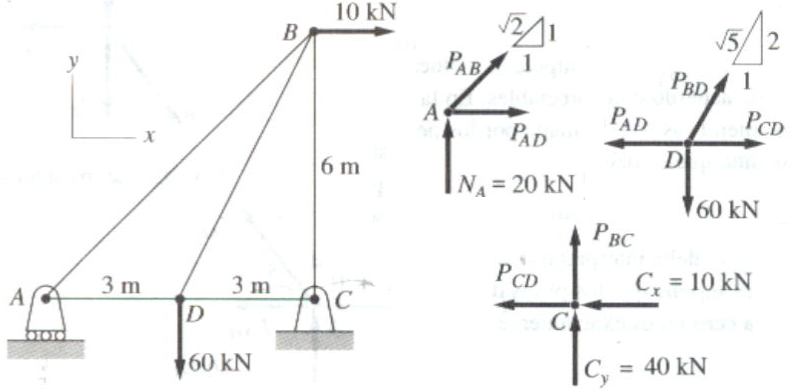 10 kN
B
y
x
6 m
A
3 m
3 m
C
D
60 kN
√2
1
1
P_AB
A
P_AD
N_A = 20 kN
√5
2
1
P_BD
P_AD
P_CD
D
60 kN
P_BC
P_CD
C_x = 10 kN
C
C_y = 40 kN